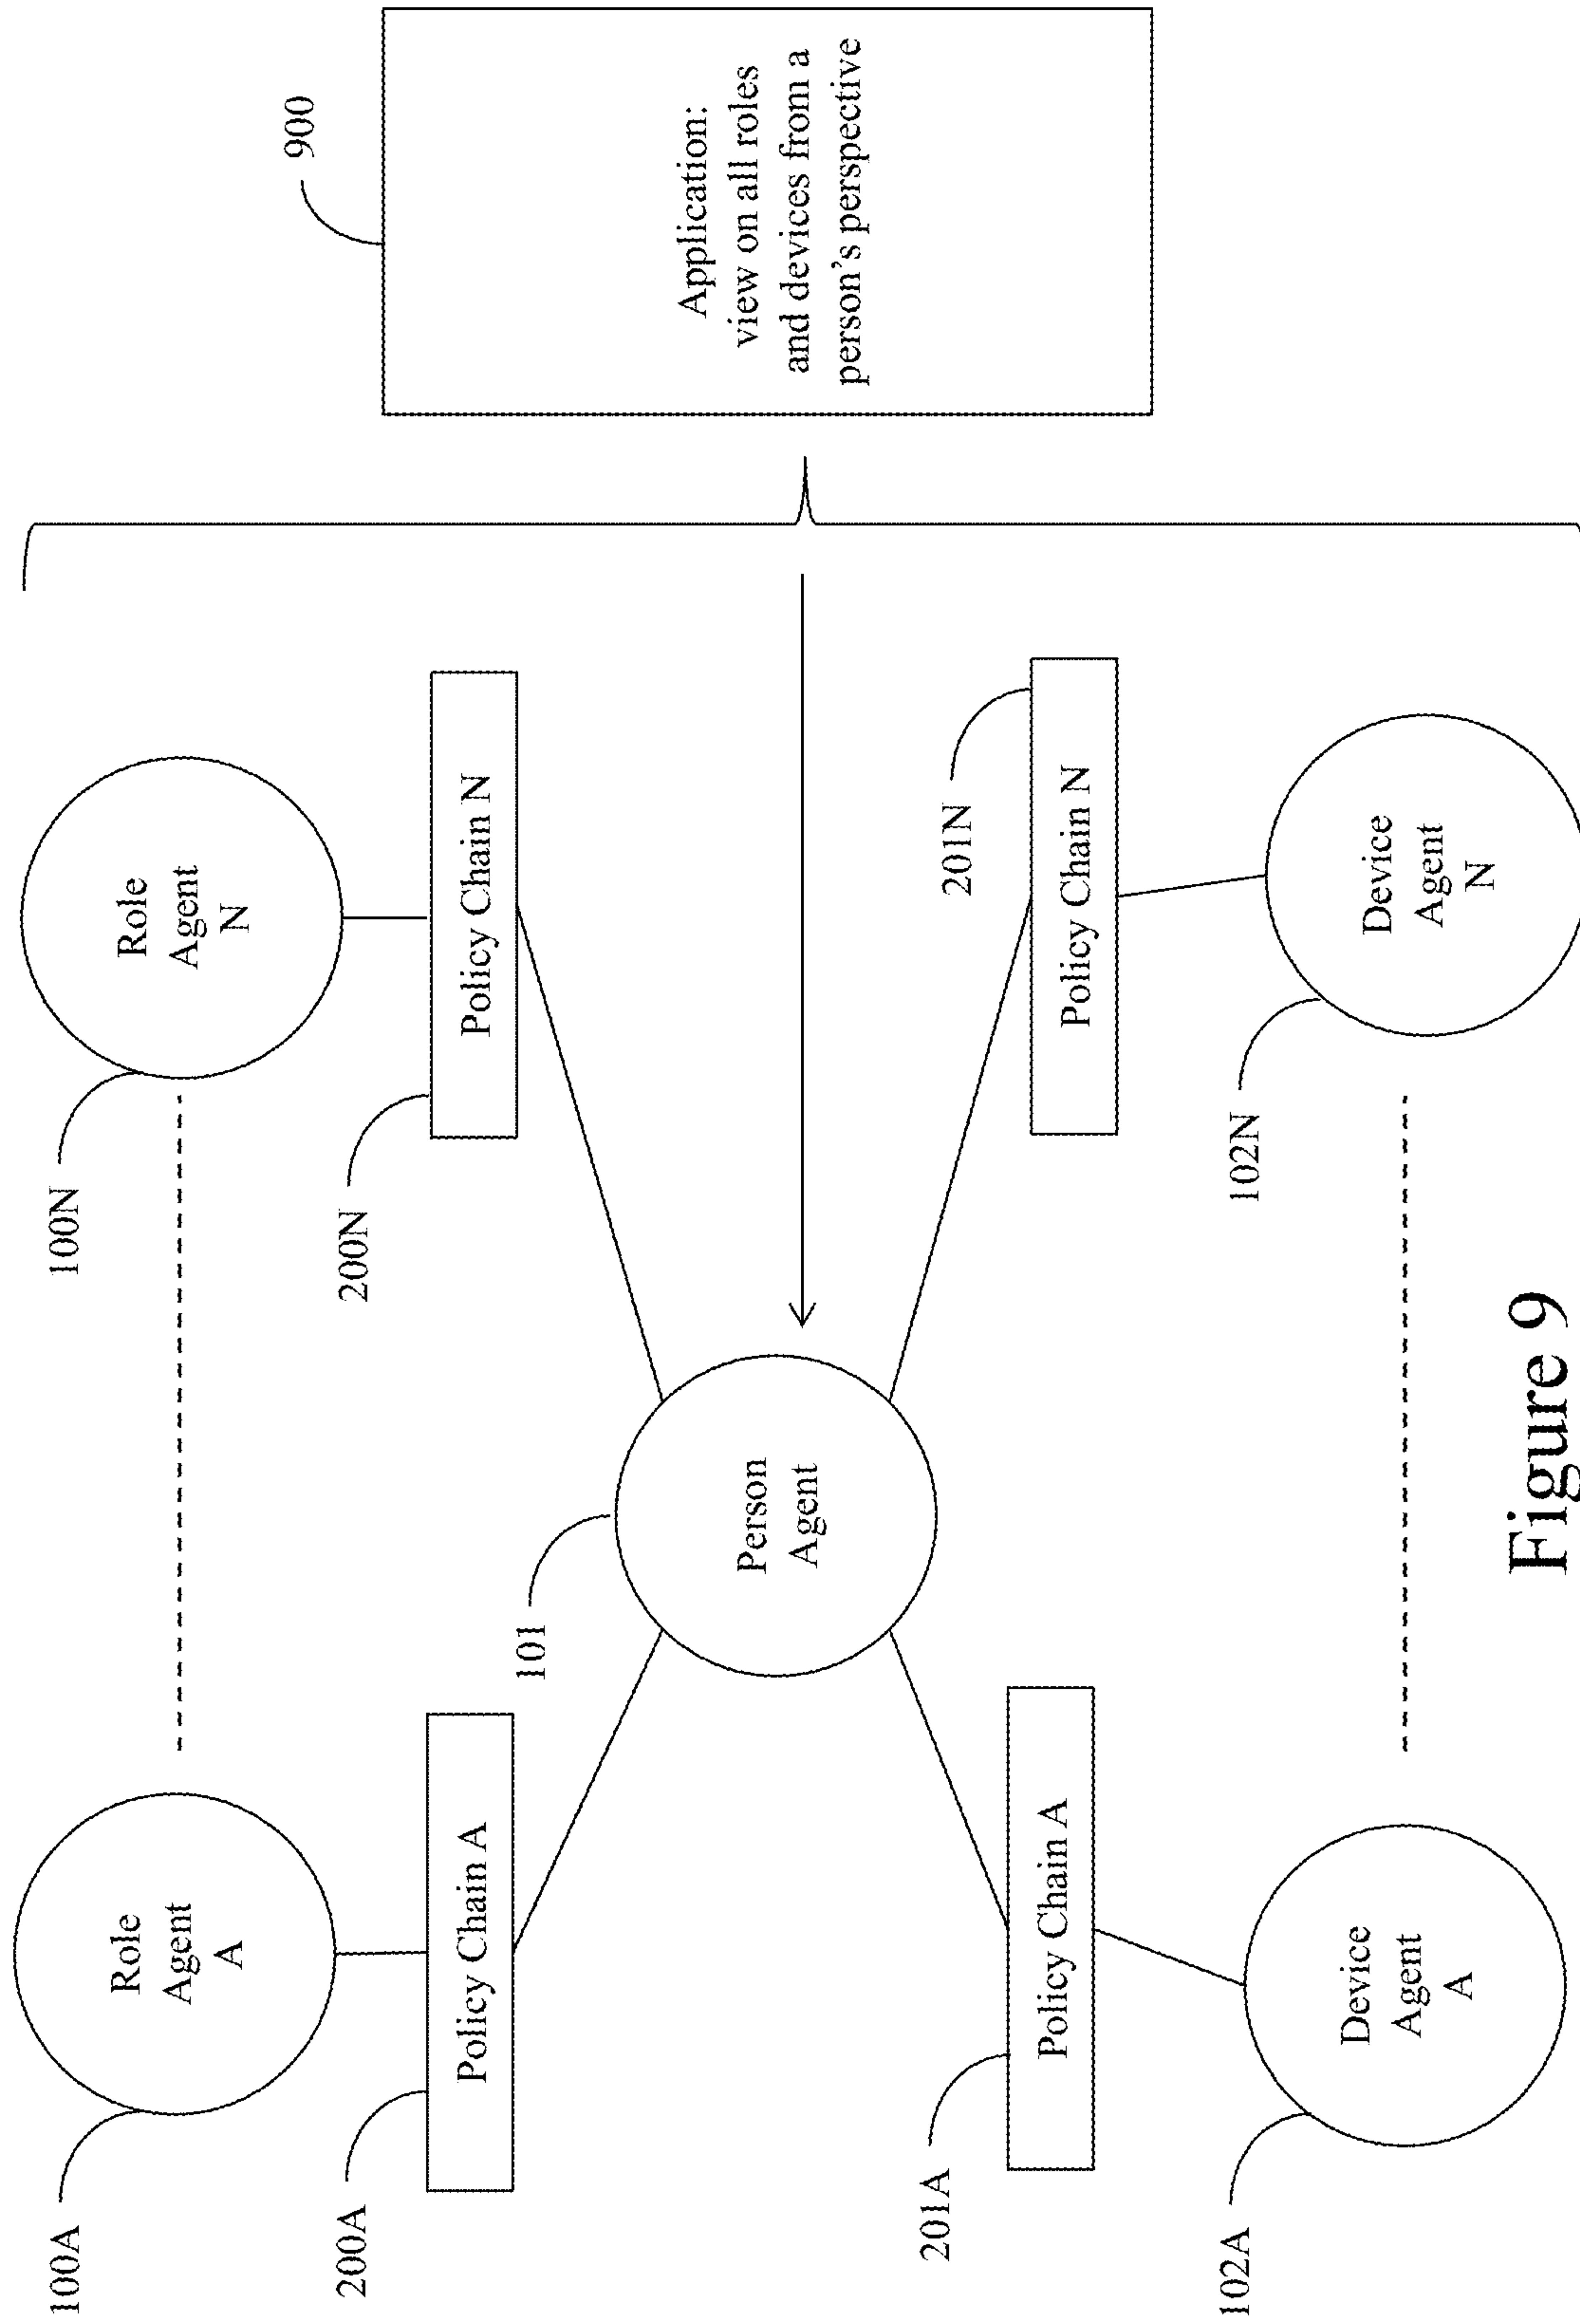 100A
Role
Agent
A
100N
Role
Agent
N
200A
Policy Chain A
200N
Policy Chain N
900
Application:
view on all roles
and devices from a
person's perspective
101
Person
Agent
201A
Policy Chain A
201N
Policy Chain N
102A
Device
Agent
A
102N
Device
Agent
N
Figure 9